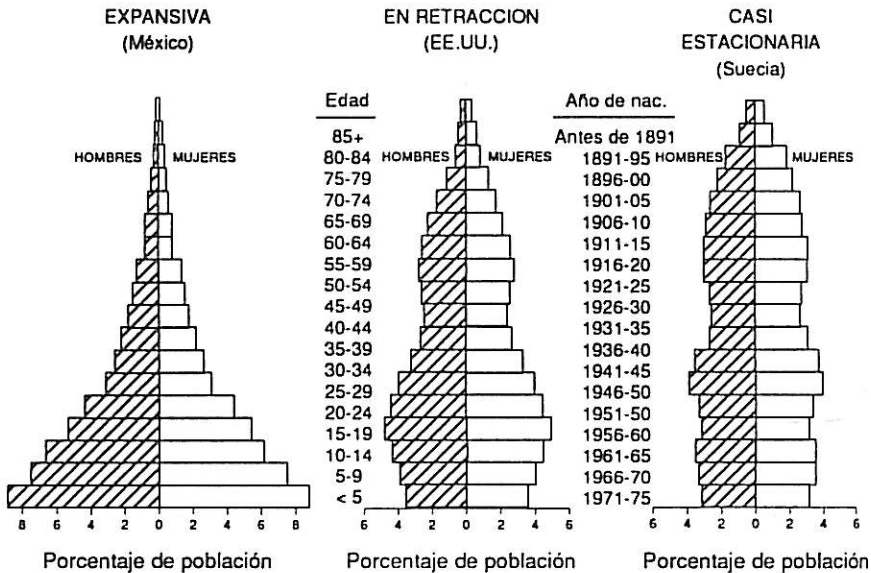 EXPANSIVA
(México)
EN RETRACCION
(EE.UU.)
CASI
ESTACIONARIA
(Suecia)
Edad
Año de nac.
85+
Antes de 1891
HOMBRES
MUJERES
80-84
HOMBRES
MUJERES
1891-95
HOMBRES
MUJERES
75-79
1896-00
70-74
1901-05
65-69
1906-10
60-64
1911-15
55-59
1916-20
50-54
1921-25
45-49
1926-30
40-44
1931-35
35-39
1936-40
30-34
1941-45
25-29
1946-50
20-24
1951-50
15-19
1956-60
10-14
1961-65
5-9
1966-70
< 5
1971-75
8 6 4 2 0 2 4 6 8
6 4 2 0 2 4 6
6 4 2 0 2 4 6
Porcentaje de población
Porcentaje de población
Porcentaje de población